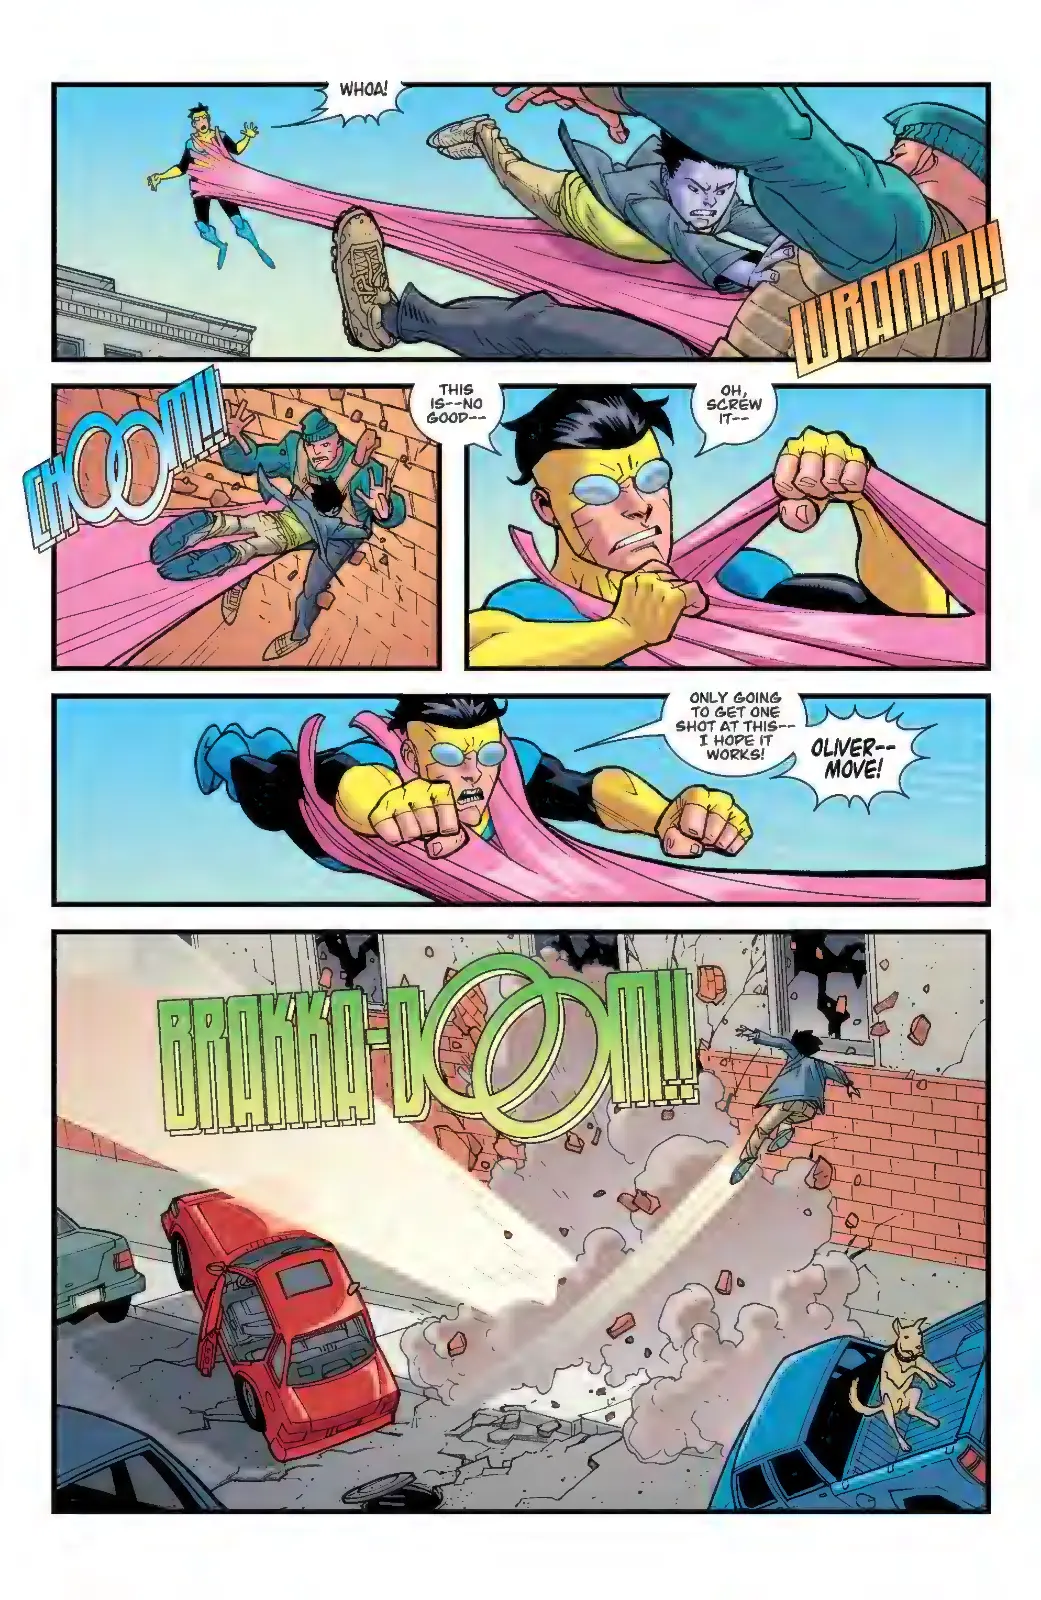 WHOA!
WRAMM!!
CHOOM!!
THIS
IS--NO
GOOD--
OH,
SCREW
IT--
ONLY GOING
TO GET ONE
SHOT AT THIS--
I HOPE IT
WORKS!
OLIVER--
MOVE!
BRAKKA-DOOM!!